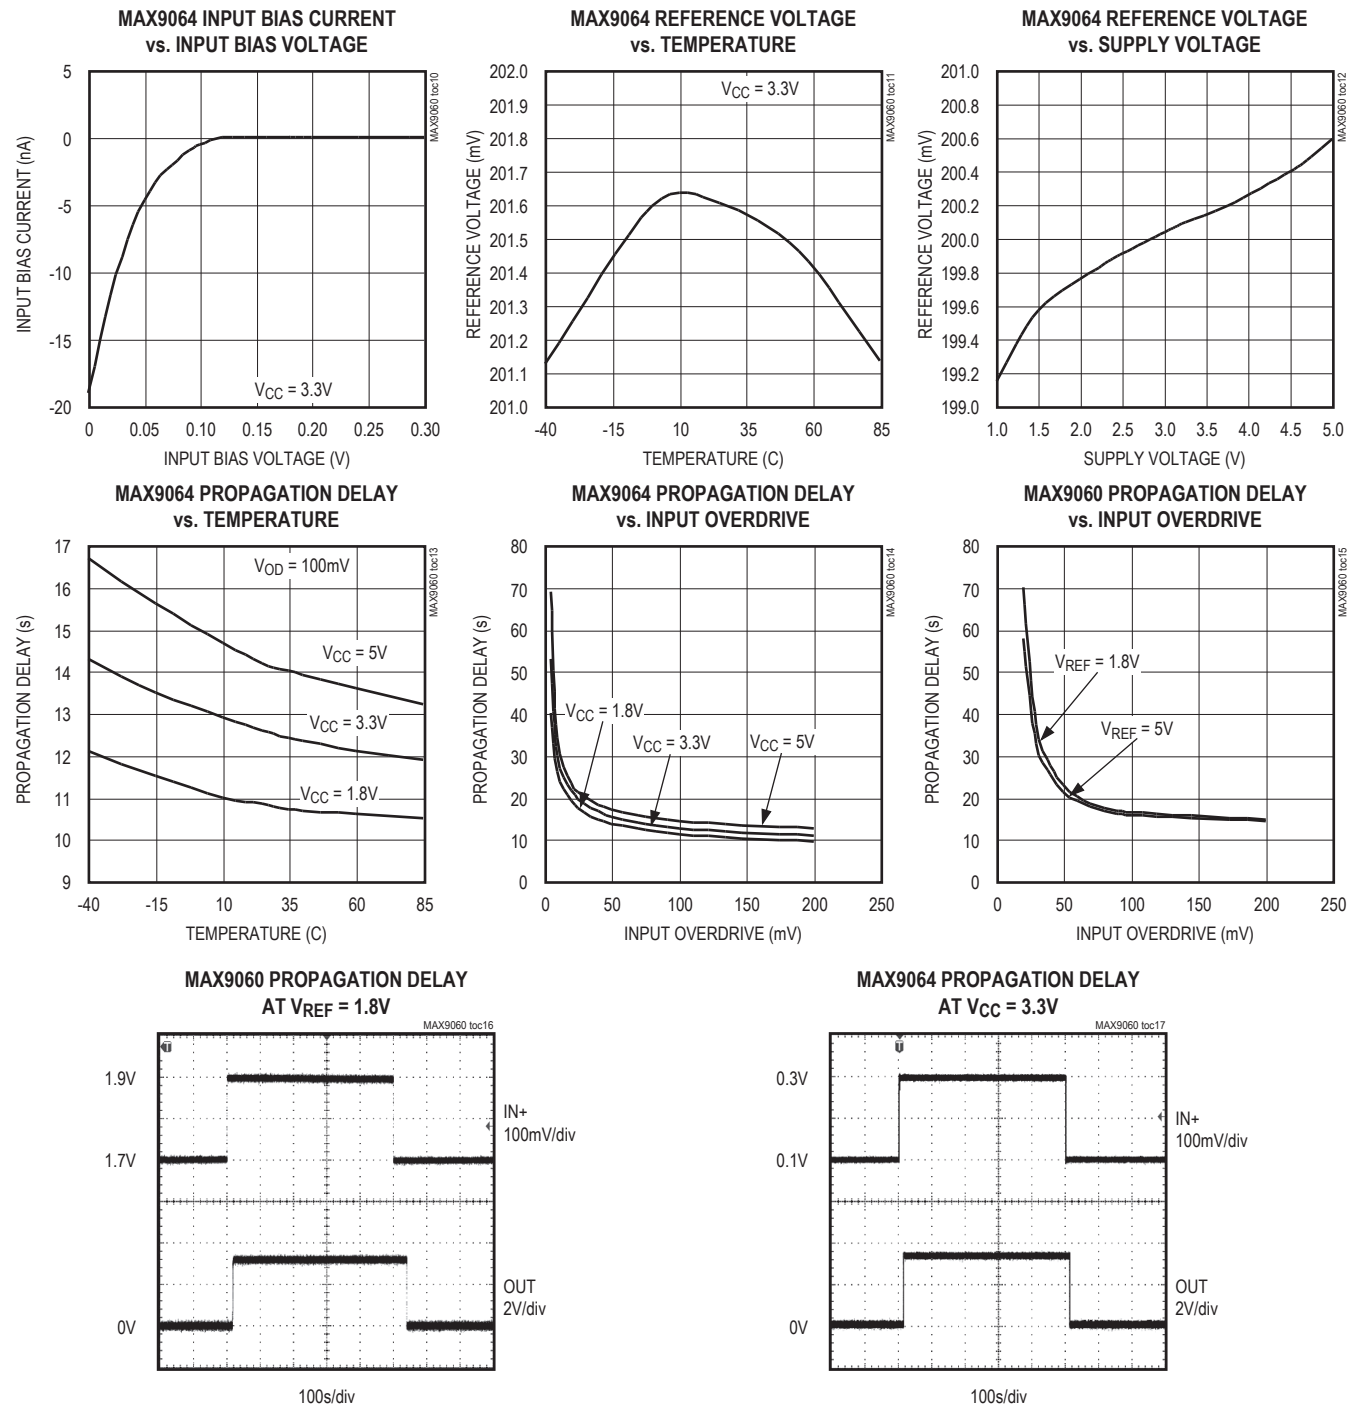 MAX9064 INPUT BIAS CURRENT
vs. INPUT BIAS VOLTAGE
MAX9060 toc10
INPUT BIAS CURRENT (nA)
5
0
-5
-10
-15
-20
VCC = 3.3V
0 0.05 0.10 0.15 0.20 0.25 0.30
INPUT BIAS VOLTAGE (V)
MAX9064 REFERENCE VOLTAGE
vs. TEMPERATURE
MAX9060 toc11
REFERENCE VOLTAGE (mV)
202.0
201.9
201.8
201.7
201.6
201.5
201.4
201.3
201.2
201.1
201.0
VCC = 3.3V
-40 -15 10 35 60 85
TEMPERATURE (C)
MAX9064 REFERENCE VOLTAGE
vs. SUPPLY VOLTAGE
MAX9060 toc12
REFERENCE VOLTAGE (mV)
201.0
200.8
200.6
200.4
200.2
200.0
199.8
199.6
199.4
199.2
199.0
1.0 1.5 2.0 2.5 3.0 3.5 4.0 4.5 5.0
SUPPLY VOLTAGE (V)
MAX9064 PROPAGATION DELAY
vs. TEMPERATURE
MAX9060 toc13
PROPAGATION DELAY (s)
17
16
15
14
13
12
11
10
9
VOD = 100mV
VCC = 5V
VCC = 3.3V
VCC = 1.8V
-40 -15 10 35 60 85
TEMPERATURE (C)
MAX9064 PROPAGATION DELAY
vs. INPUT OVERDRIVE
MAX9060 toc14
PROPAGATION DELAY (s)
80
70
60
50
40
30
20
10
0
VCC = 1.8V
VCC = 3.3V
VCC = 5V
0 50 100 150 200 250
INPUT OVERDRIVE (mV)
MAX9060 PROPAGATION DELAY
vs. INPUT OVERDRIVE
MAX9060 toc15
PROPAGATION DELAY (s)
80
70
60
50
40
30
20
10
0
VREF = 1.8V
VREF = 5V
0 50 100 150 200 250
INPUT OVERDRIVE (mV)
MAX9060 PROPAGATION DELAY
AT VREF = 1.8V
MAX9060 toc16
T
1.9V
1.7V
0V
IN+
100mV/div
OUT
2V/div
100s/div
MAX9064 PROPAGATION DELAY
AT VCC = 3.3V
MAX9060 toc17
T
0.3V
0.1V
0V
IN+
100mV/div
OUT
2V/div
100s/div